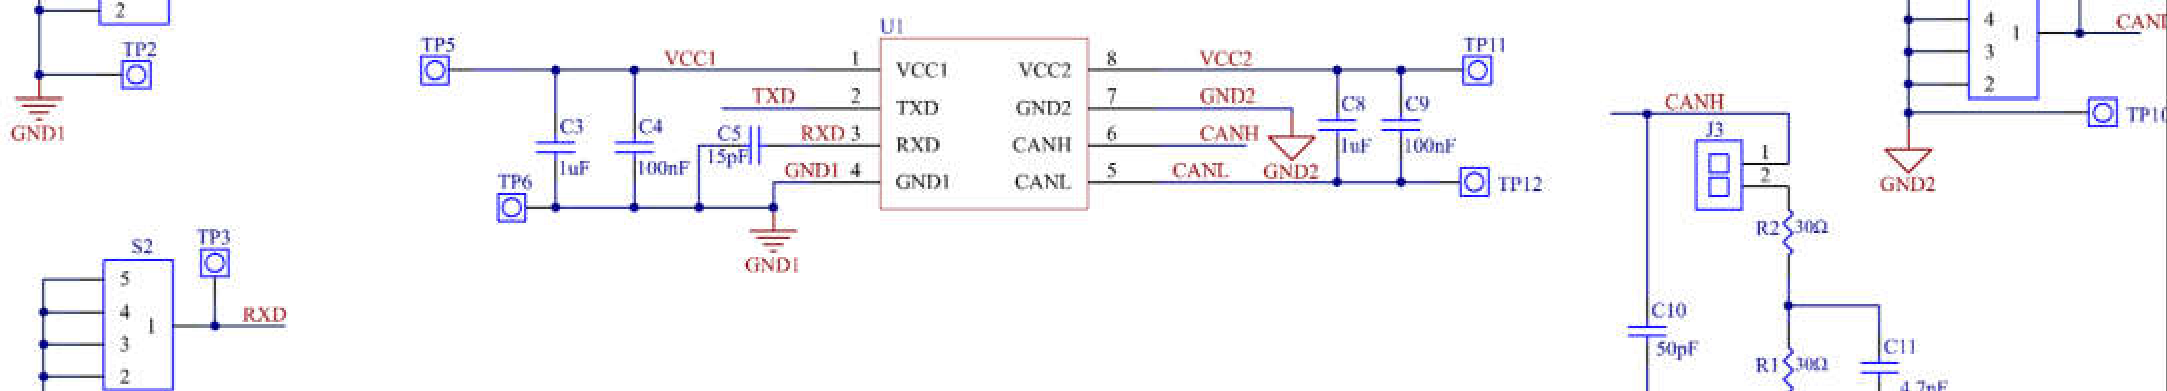 2
TP2
GND1
S2
5
4
3
2
1
TP3
RXD
TP5
VCC1
TXD
C3
1uF
C4
100nF
C5
15pF
RXD
GND1
TP6
GND1
U1
1
2
3
4
VCC1
TXD
RXD
GND1
VCC2
GND2
CANH
CANL
8
7
6
5
VCC2
GND2
CANH
CANL
GND2
C8
1uF
C9
100nF
TP11
TP12
CANH
J3
1
2
R2
30Ω
C10
50pF
R1
30Ω
C11
4.7nF
4
3
2
1
GND2
TP10